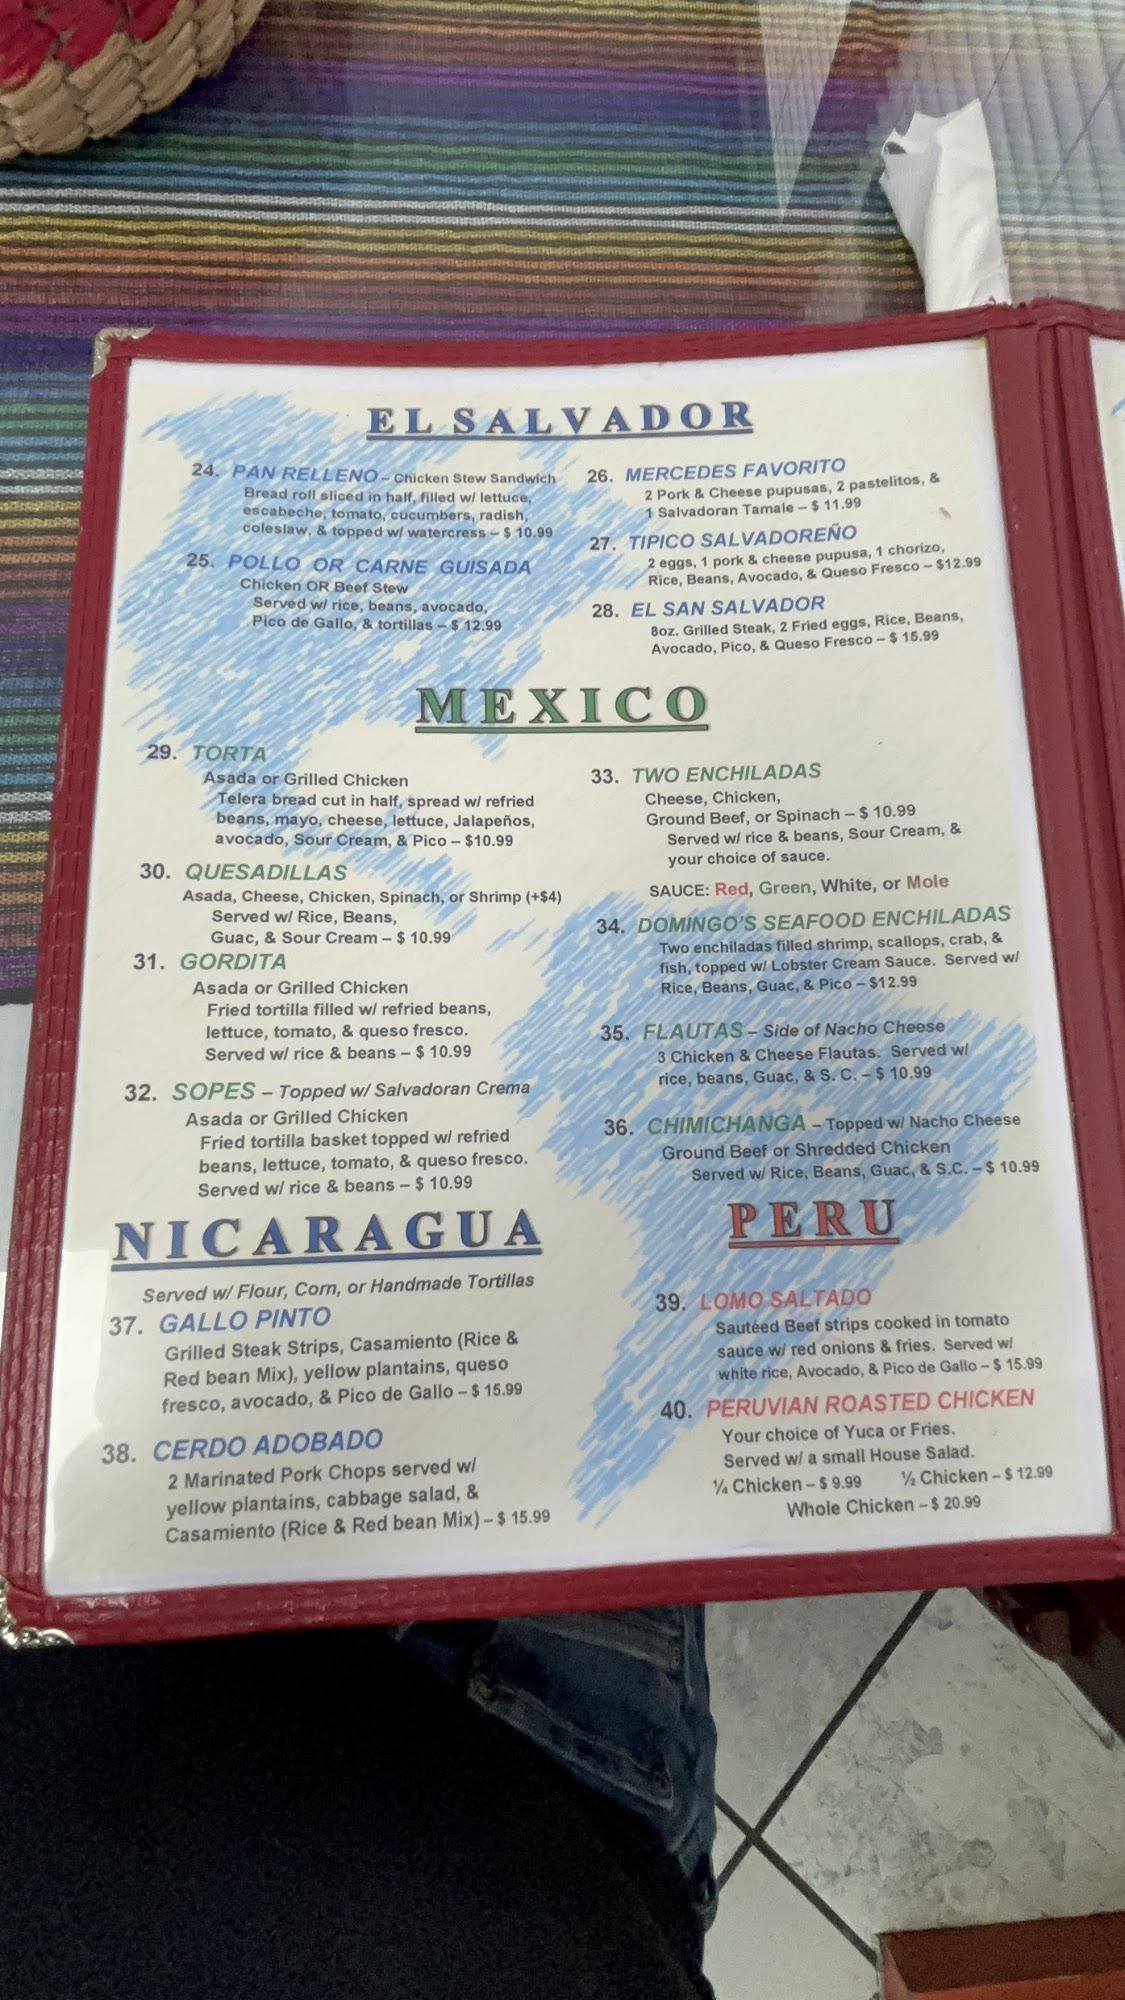 EL SALVADOR
24. PAN RELLENO – Chicken Stew Sandwich
Bread roll sliced in half, filled w/ lettuce,
escabeche, tomato, cucumbers, radish,
coleslaw, & topped w/ watercress – $ 10.99
25. POLLO OR CARNE GUISADA
Chicken OR Beef Stew
Served w/ rice, beans, avocado,
Pico de Gallo, & tortillas – $ 12.99
26. MERCEDES FAVORITO
2 Pork & Cheese pupusas, 2 pastelitos, &
1 Salvadoran Tamale – $ 11.99
27. TIPICO SALVADOREÑO
2 eggs, 1 pork & cheese pupusa, 1 chorizo,
Rice, Beans, Avocado, & Queso Fresco – $12.99
28. EL SAN SALVADOR
8oz. Grilled Steak, 2 Fried eggs, Rice, Beans,
Avocado, Pico, & Queso Fresco – $ 15.99
MEXICO
29. TORTA
Asada or Grilled Chicken
Telera bread cut in half, spread w/ refried
beans, mayo, cheese, lettuce, Jalapeños,
avocado, Sour Cream, & Pico – $10.99
30. QUESADILLAS
Asada, Cheese, Chicken, Spinach, or Shrimp (+$4)
Served w/ Rice, Beans,
Guac, & Sour Cream – $ 10.99
31. GORDITA
Asada or Grilled Chicken
Fried tortilla filled w/ refried beans,
lettuce, tomato, & queso fresco.
Served w/ rice & beans – $ 10.99
32. SOPES – Topped w/ Salvadoran Crema
Asada or Grilled Chicken
Fried tortilla basket topped w/ refried
beans, lettuce, tomato, & queso fresco.
Served w/ rice & beans – $ 10.99
33. TWO ENCHILADAS
Cheese, Chicken,
Ground Beef, or Spinach – $ 10.99
Served w/ rice & beans, Sour Cream, &
your choice of sauce.
SAUCE: Red, Green, White, or Mole
34. DOMINGO'S SEAFOOD ENCHILADAS
Two enchiladas filled shrimp, scallops, crab, &
fish, topped w/ Lobster Cream Sauce. Served w/
Rice, Beans, Guac, & Pico – $12.99
35. FLAUTAS – Side of Nacho Cheese
3 Chicken & Cheese Flautas. Served w/
rice, beans, Guac, & S. C. – $ 10.99
36. CHIMICHANGA – Topped w/ Nacho Cheese
Ground Beef or Shredded Chicken
Served w/ Rice, Beans, Guac, & S.C. – $ 10.99
NICARAGUA
Served w/ Flour, Corn, or Handmade Tortillas
37. GALLO PINTO
Grilled Steak Strips, Casamiento (Rice &
Red bean Mix), yellow plantains, queso
fresco, avocado, & Pico de Gallo – $ 15.99
38. CERDO ADOBADO
2 Marinated Pork Chops served w/
yellow plantains, cabbage salad, &
Casamiento (Rice & Red bean Mix) – $ 15.99
PERU
39. LOMO SALTADO
Sautéed Beef strips cooked in tomato
sauce w/ red onions & fries. Served w/
white rice, Avocado, & Pico de Gallo – $ 15.99
40. PERUVIAN ROASTED CHICKEN
Your choice of Yuca or Fries.
Served w/ a small House Salad.
¼ Chicken – $ 9.99 ½ Chicken – $ 12.99
Whole Chicken – $ 20.99